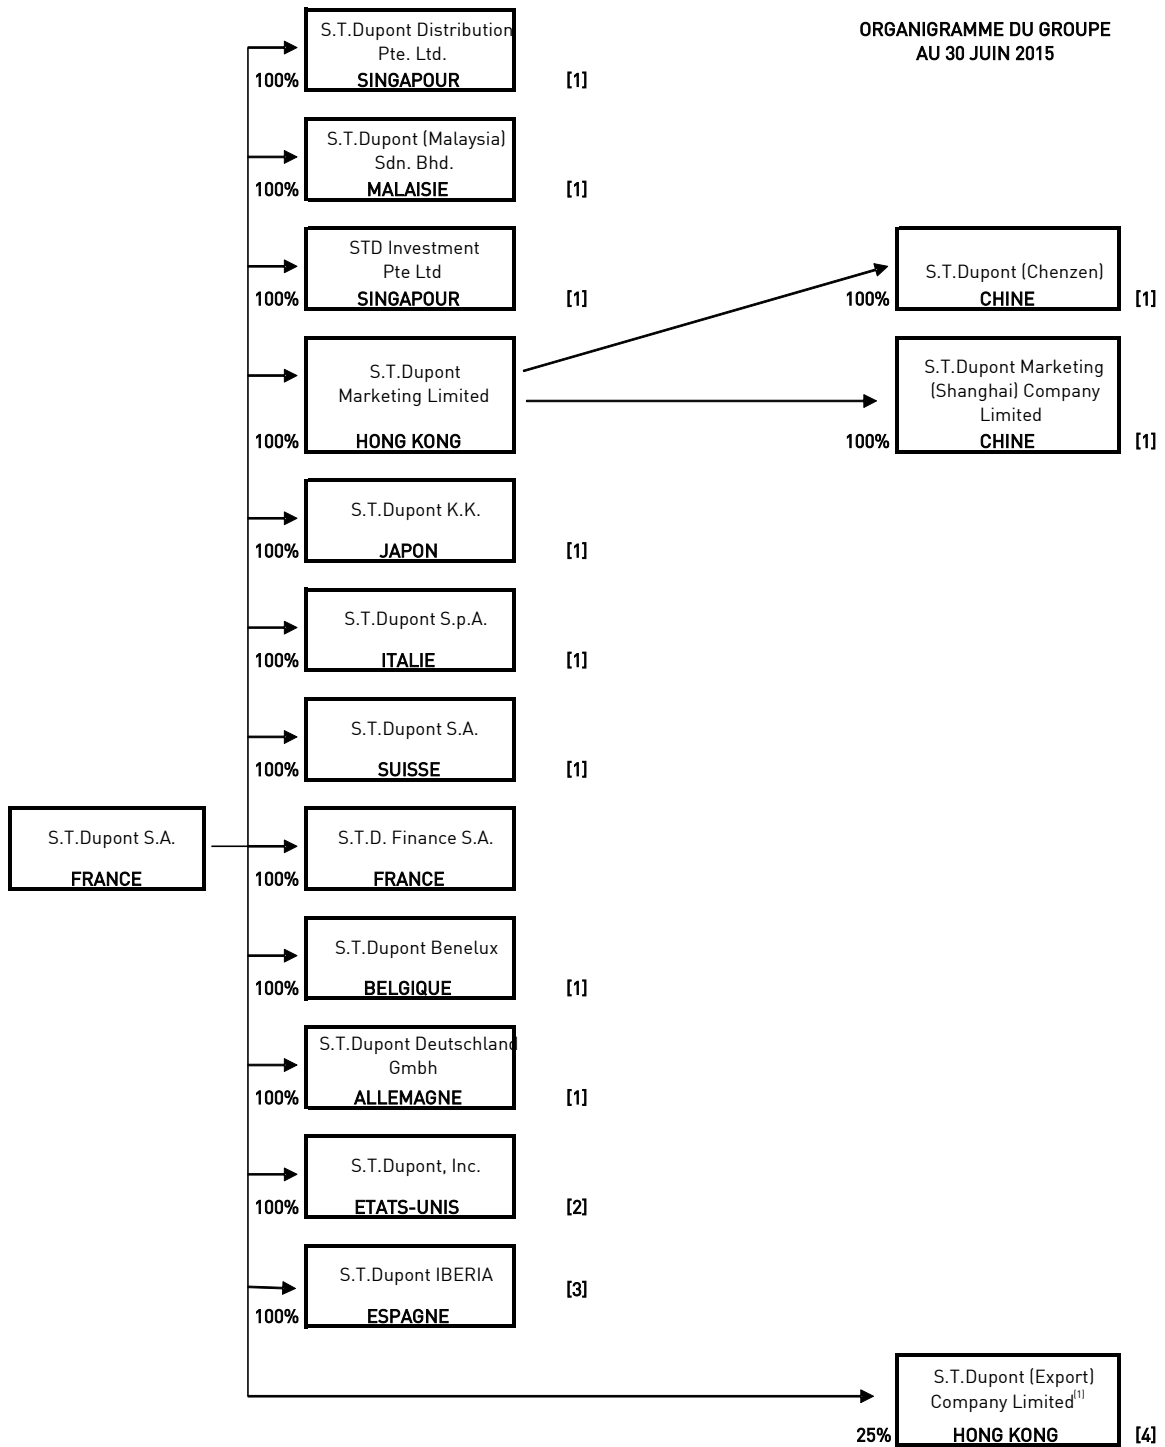 ORGANIGRAMME DU GROUPE
AU 30 JUIN 2015
S.T.Dupont Distribution
Pte. Ltd.
100% SINGAPOUR [1]
S.T.Dupont (Malaysia)
Sdn. Bhd.
100% MALAISIE [1]
STD Investment
Pte Ltd
100% SINGAPOUR [1]
S.T.Dupont (Chenzen)
100% CHINE [1]
S.T.Dupont
Marketing Limited
100% HONG KONG
S.T.Dupont Marketing
(Shanghai) Company
Limited
100% CHINE [1]
S.T.Dupont K.K.
100% JAPON [1]
S.T.Dupont S.p.A.
100% ITALIE [1]
S.T.Dupont S.A.
100% SUISSE [1]
S.T.Dupont S.A.
FRANCE
S.T.D. Finance S.A.
100% FRANCE
S.T.Dupont Benelux
100% BELGIQUE [1]
S.T.Dupont Deutschland
Gmbh
100% ALLEMAGNE [1]
S.T.Dupont, Inc.
100% ETATS-UNIS [2]
S.T.Dupont IBERIA [3]
100% ESPAGNE
S.T.Dupont (Export)
Company Limited(1)
25% HONG KONG [4]